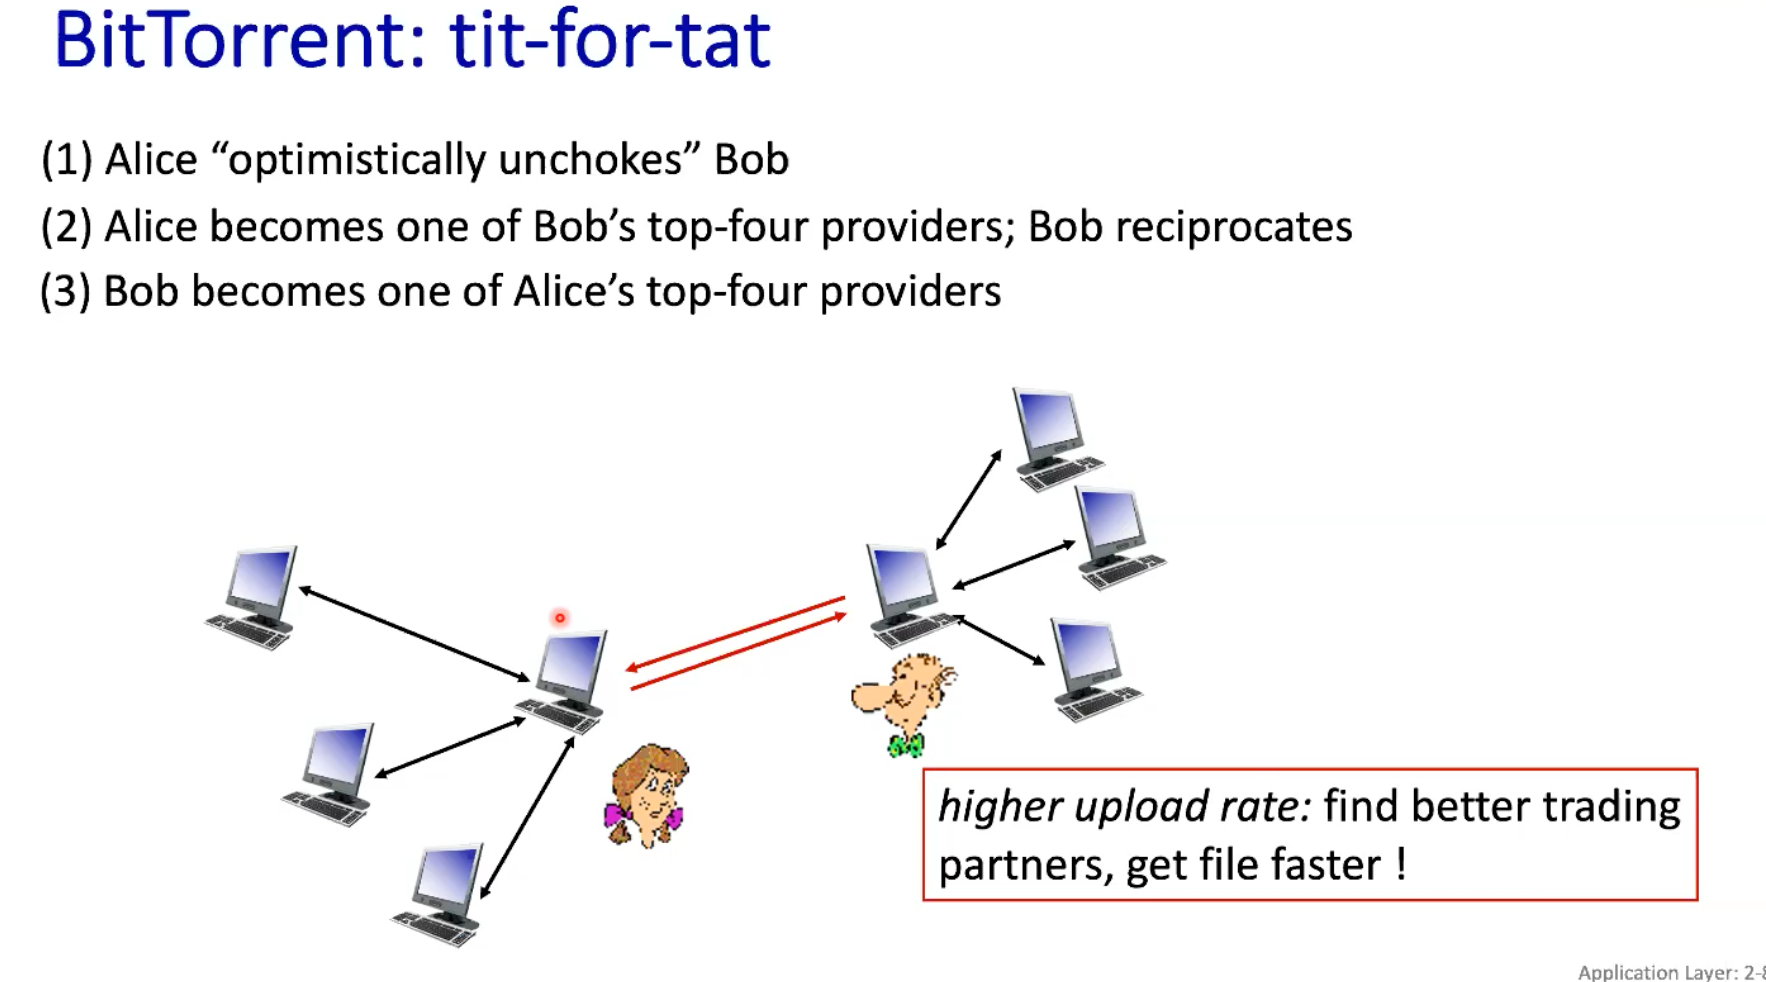 BitTorrent: tit-for-tat
(1) Alice “optimistically unchokes” Bob
(2) Alice becomes one of Bob’s top-four providers; Bob reciprocates
(3) Bob becomes one of Alice’s top-four providers
higher upload rate: find better trading
partners, get file faster !
Application Layer: 2-